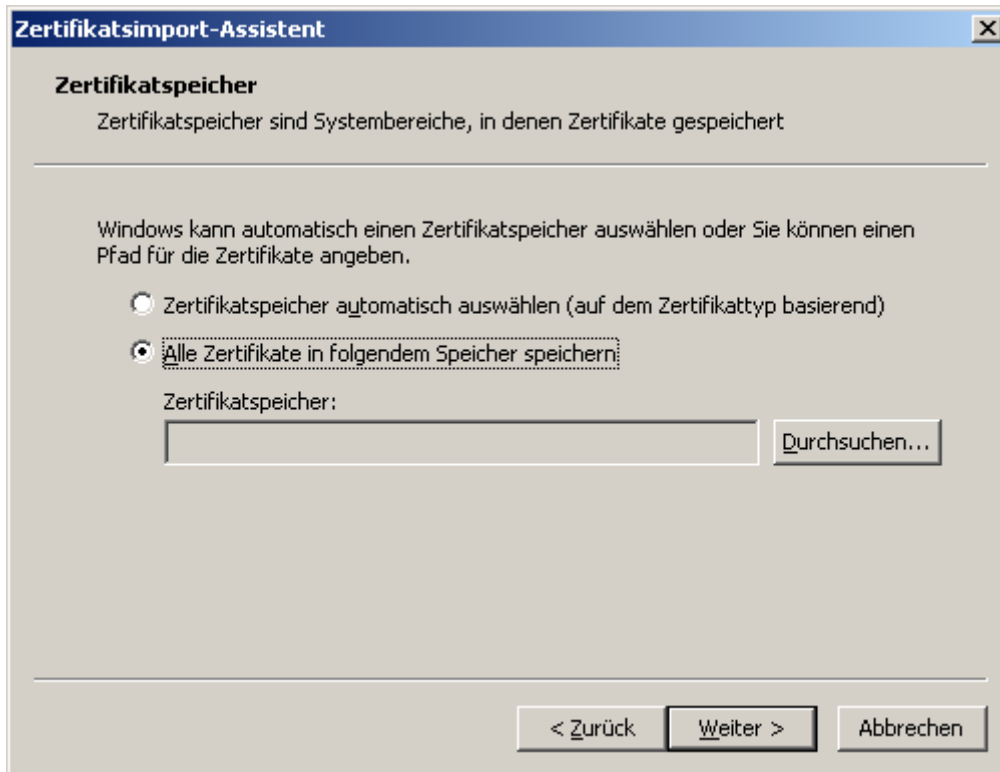 Zertifikatsimport-Assistent
Zertifikatspeicher
Zertifikatspeicher sind Systembereiche, in denen Zertifikate gespeichert
Windows kann automatisch einen Zertifikatspeicher auswählen oder Sie können einen
Pfad für die Zertifikate angeben.
Zertifikatspeicher automatisch auswählen (auf dem Zertifikattyp basierend)
Alle Zertifikate in folgendem Speicher speichern
Zertifikatspeicher:
Durchsuchen...
< Zurück Weiter > Abbrechen